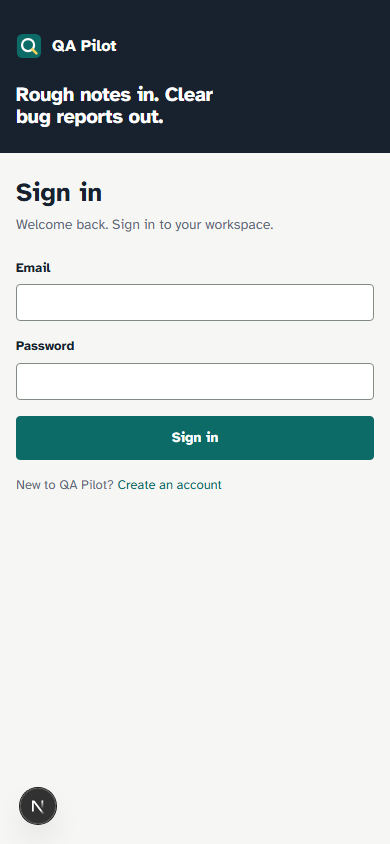 QA Pilot
Rough notes in. Clear
bug reports out.
Sign in
Welcome back. Sign in to your workspace.
Email
Password
Sign in
New to QA Pilot? Create an account
N